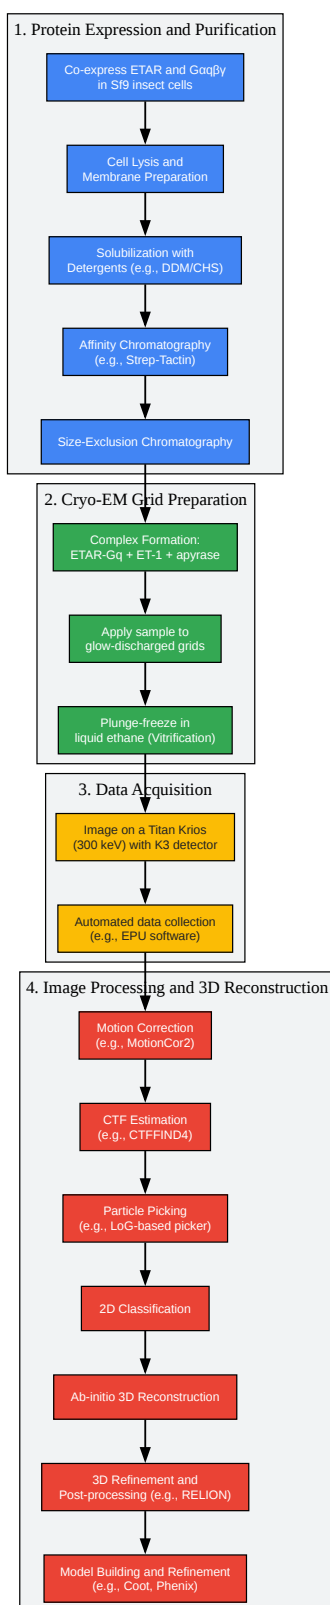 1. Protein Expression and Purification
Co-express ETAR and Gαqβγ
in Sf9 insect cells
Cell Lysis and
Membrane Preparation
Solubilization with
Detergents (e.g., DDM/CHS)
Affinity Chromatography
(e.g., Strep-Tactin)
Size-Exclusion Chromatography
2. Cryo-EM Grid Preparation
Complex Formation:
ETAR-Gq + ET-1 + apyrase
Apply sample to
glow-discharged grids
Plunge-freeze in
liquid ethane (Vitrification)
3. Data Acquisition
Image on a Titan Krios
(300 keV) with K3 detector
Automated data collection
(e.g., EPU software)
4. Image Processing and 3D Reconstruction
Motion Correction
(e.g., MotionCor2)
CTF Estimation
(e.g., CTFFIND4)
Particle Picking
(e.g., LoG-based picker)
2D Classification
Ab-initio 3D Reconstruction
3D Refinement and
Post-processing (e.g., RELION)
Model Building and Refinement
(e.g., Coot, Phenix)